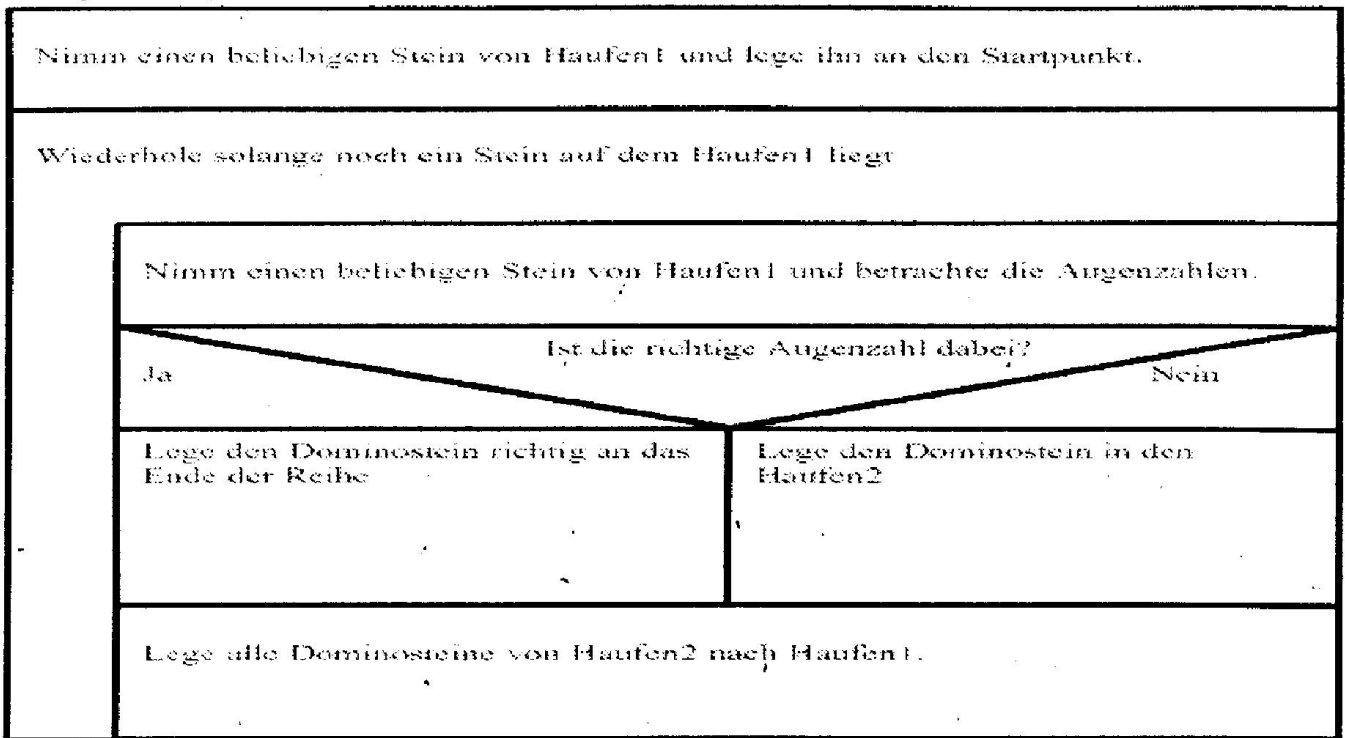 Nimm einen beliebigen Stein von Haufen1 und lege ihn an den Startpunkt.
Wiederhole solange noch ein Stein auf dem Haufen1 liegt
Nimm einen beliebigen Stein von Haufen1 und betrachte die Augenzahlen.
Ist die richtige Augenzahl dabei?
Ja
Nein
Lege den Dominostein richtig an das
Ende der Reihe
Lege den Dominostein in den
Haufen2
Lege alle Dominosteine von Haufen2 nach Haufen1.